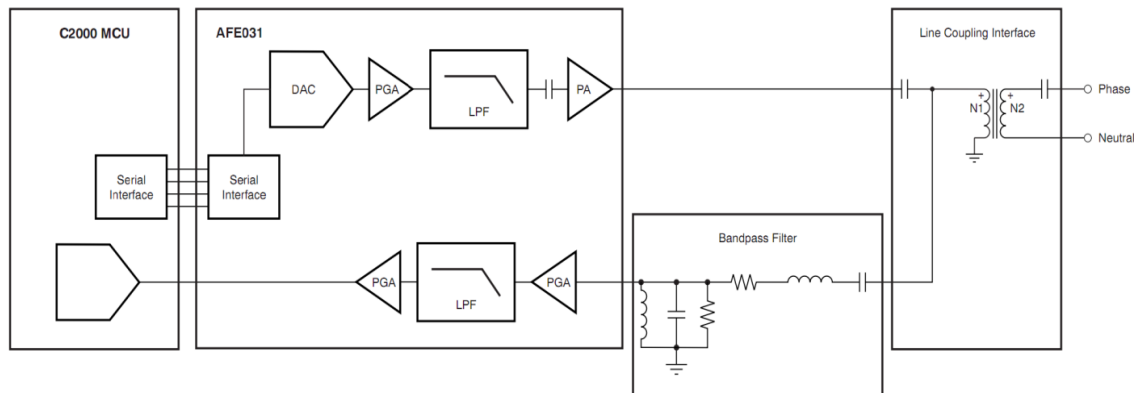 C2000 MCU
AFE031
Line Coupling Interface
DAC
PGA
LPF
PA
+
N1
+
N2
Phase
Neutral
Serial
Interface
Serial
Interface
Bandpass Filter
PGA
LPF
PGA